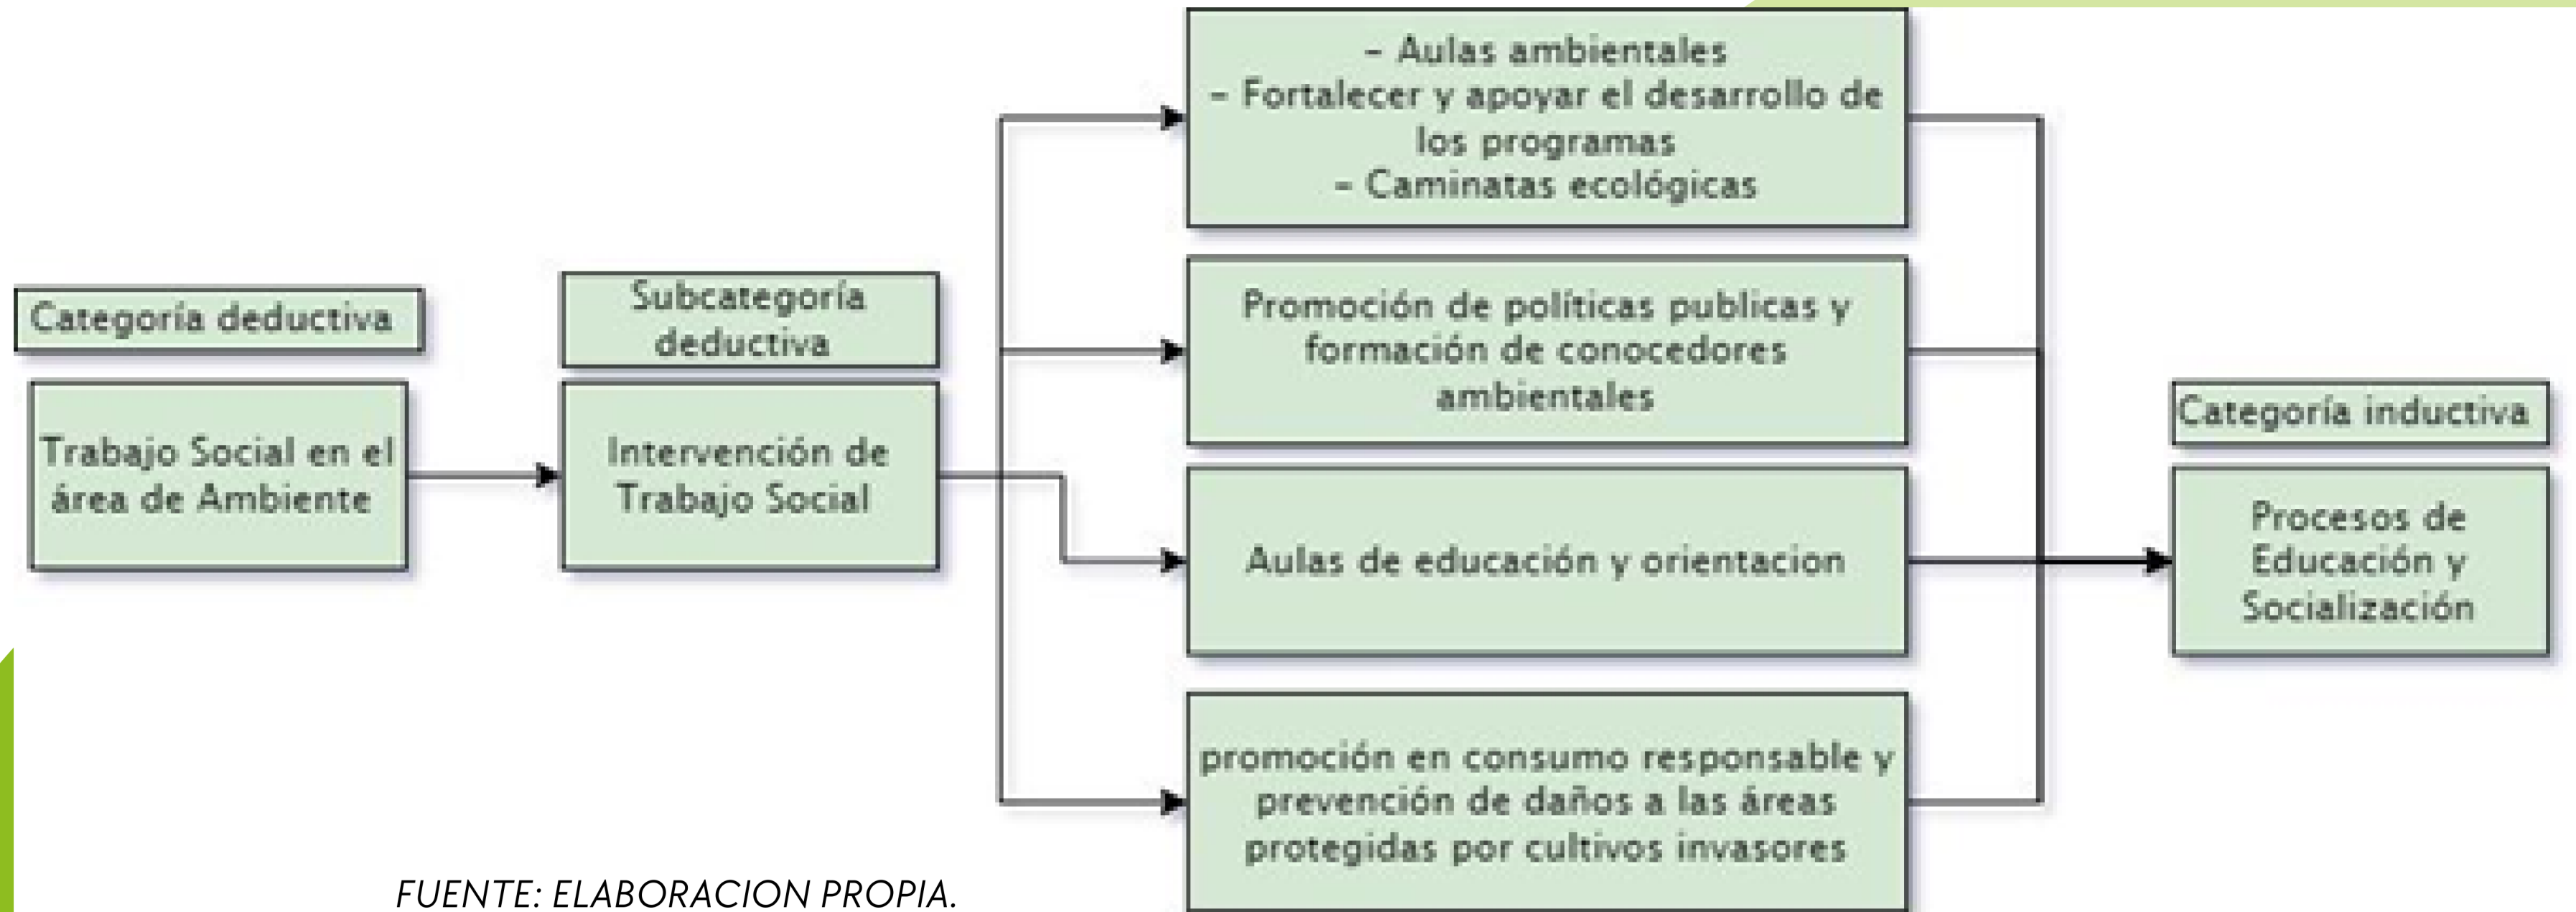 Categoría deductiva
Trabajo Social en el
área de Ambiente
Subcategoría
deductiva
Intervención de
Trabajo Social
- Aulas ambientales
- Fortalecer y apoyar el desarrollo de
los programas
- Caminatas ecológicas
Promoción de políticas publicas y
formación de conocedores
ambientales
Aulas de educación y orientacion
promoción en consumo responsable y
prevención de daños a las áreas
protegidas por cultivos invasores
Categoría inductiva
Procesos de
Educación y
Socialización
FUENTE: ELABORACION PROPIA.